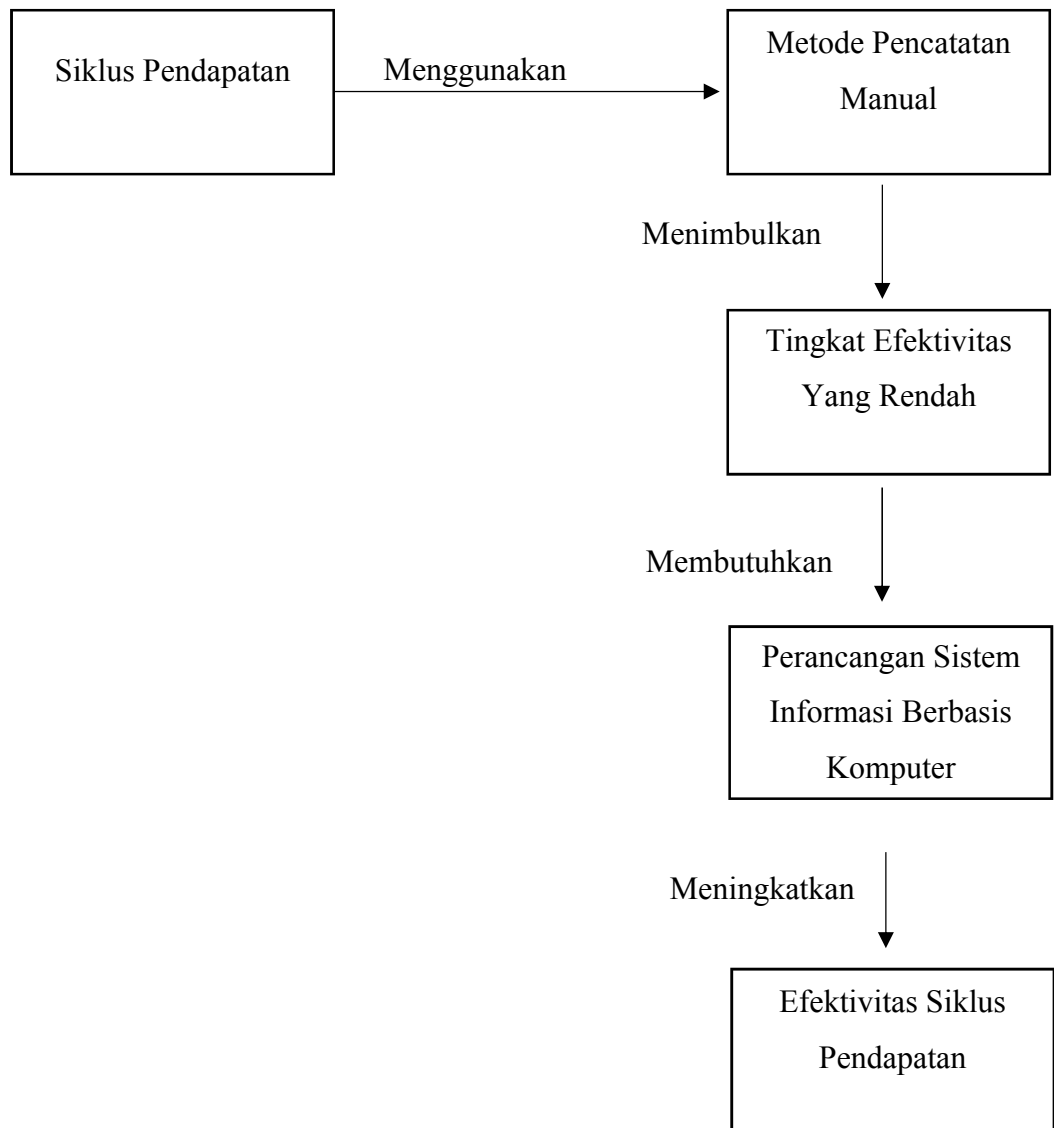 Siklus Pendapatan
Menggunakan
Metode Pencatatan
Manual
Menimbulkan
Tingkat Efektivitas
Yang Rendah
Membutuhkan
Perancangan Sistem
Informasi Berbasis
Komputer
Meningkatkan
Efektivitas Siklus
Pendapatan